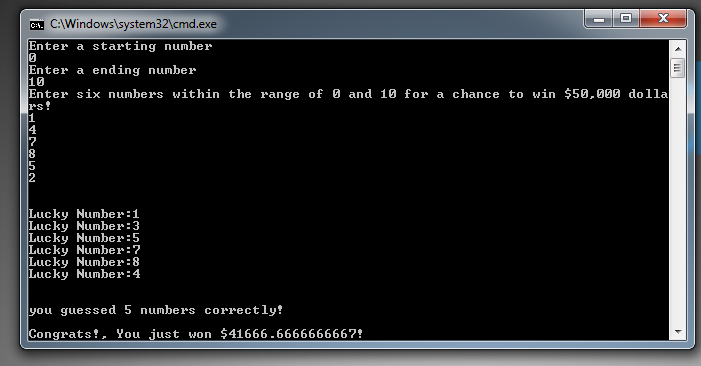 C:\Windows\system32\cmd.exe
Enter a starting number
0
Enter a ending number
10
Enter six numbers within the range of 0 and 10 for a chance to win $50,000 dolla
rs!
1
4
7
8
5
2
Lucky Number:1
Lucky Number:3
Lucky Number:5
Lucky Number:7
Lucky Number:8
Lucky Number:4
you guessed 5 numbers correctly!
Congrats!, You just won $41666.6666666667!